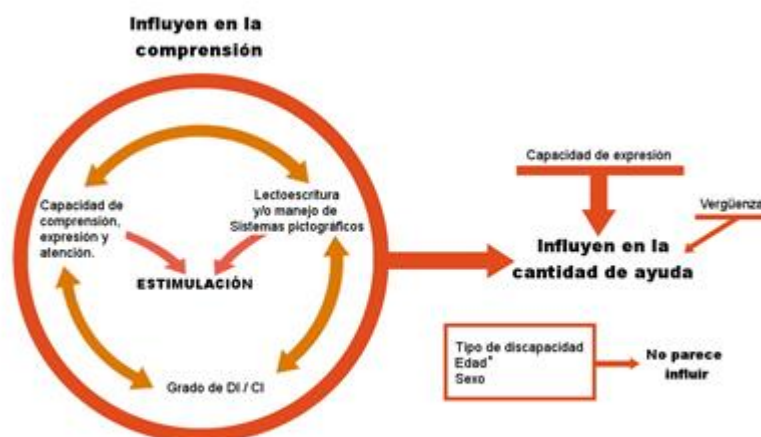 Influyen en la
comprensión
Capacidad de
comprensión,
expresión y
atención.
Lectoescritura
y/o manejo de
Sistemas pictográficos
ESTIMULACIÓN
Grado de DI / CI
Capacidad de expresión
Vergüenza
Influyen en la
cantidad de ayuda
Tipo de discapacidad
Edad*
Sexo
No parece
influir